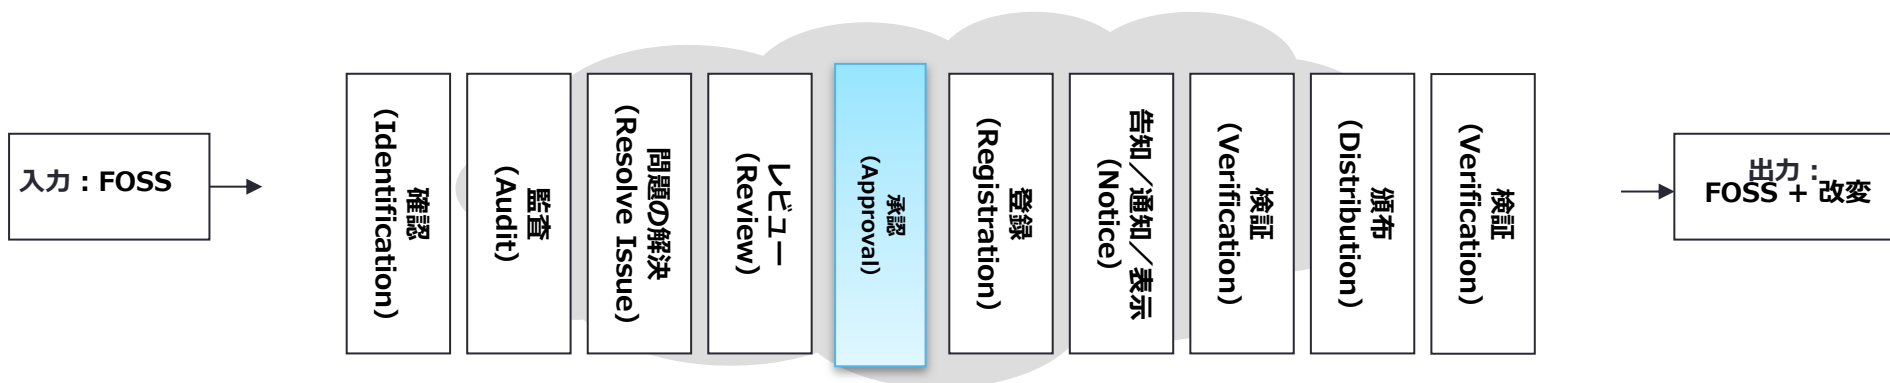 入力：FOSS
確認
(Identification)
監査
(Audit)
問題の解決
(Resolve Issue)
レビュー
(Review)
承認
(Approval)
登録
(Registration)
告知／通知／表示
(Notice)
検証
(Verification)
頒布
(Distribution)
検証
(Verification)
出力：
FOSS + 改変